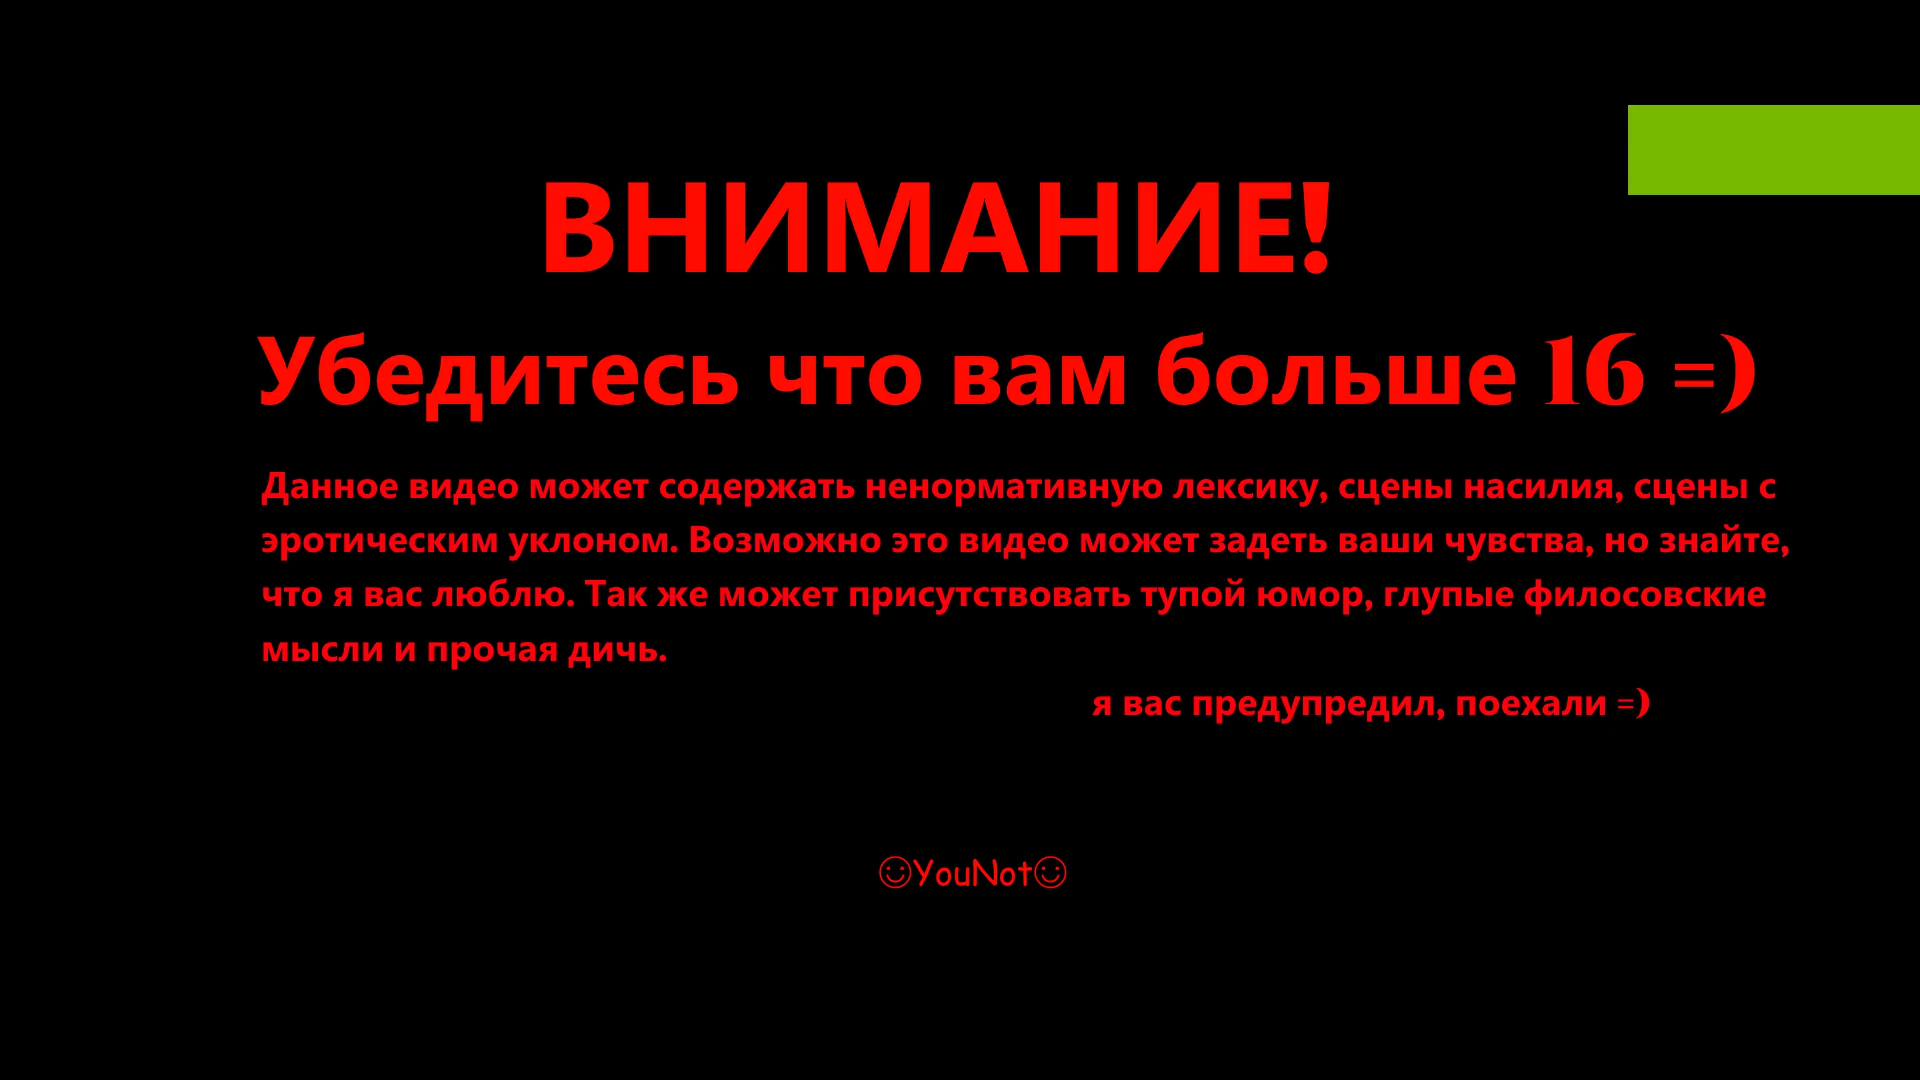 ВНИМАНИЕ!
Убедитесь что вам больше 16 =)
Данное видео может содержать ненормативную лексику, сцены насилия, сцены с
эротическим уклоном. Возможно это видео может задеть ваши чувства, но знайте,
что я вас люблю. Так же может присутствовать тупой юмор, глупые филосовские
мысли и прочая дичь.
я вас предупредил, поехали =)
☺YouNot☺